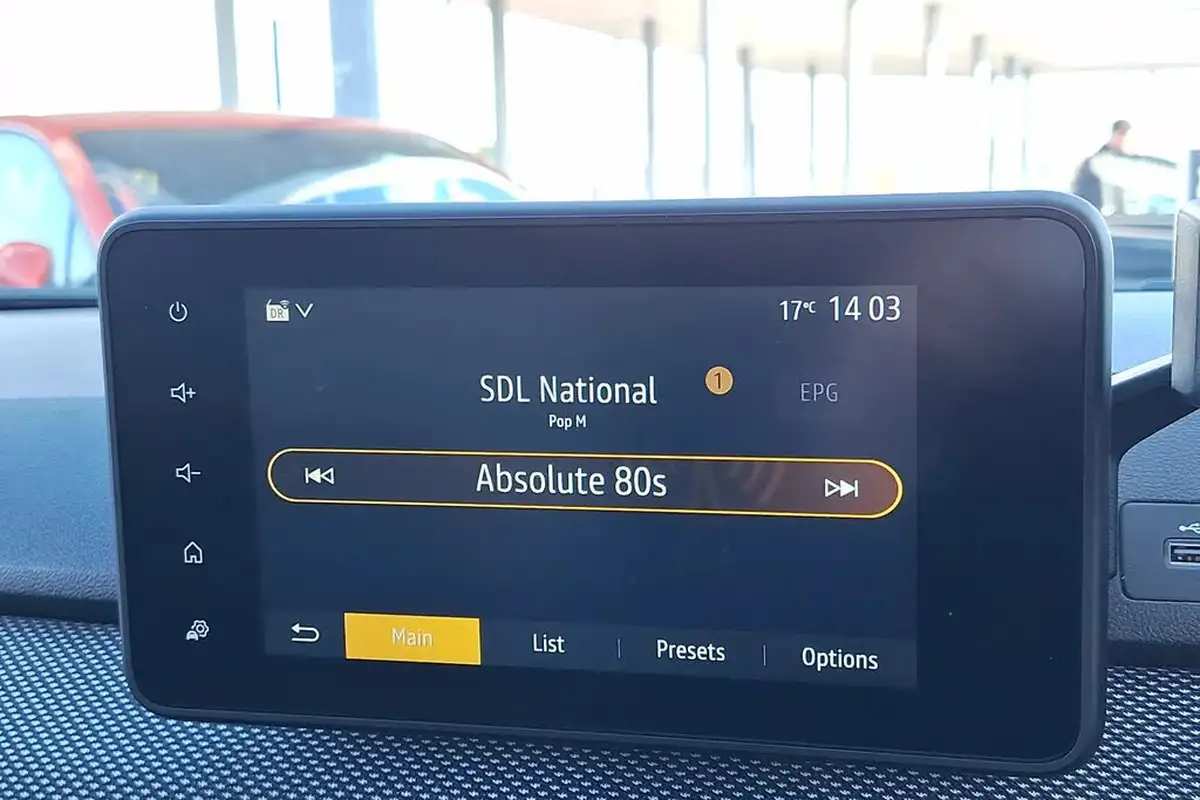 DR
17°C 14 03
SDL National
1
EPG
Pop M
Absolute 80s
Main
List
Presets
Options